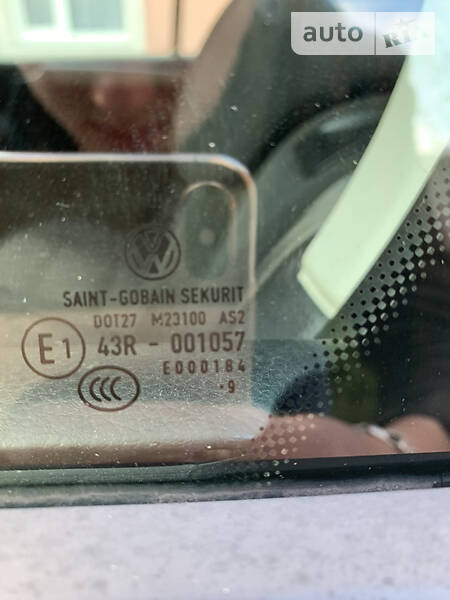 auto RIA
VW
SAINT-GOBAIN SEKURIT
DOT27 M23100 AS2
E1 43R - 001057
E000184
CCC
·9